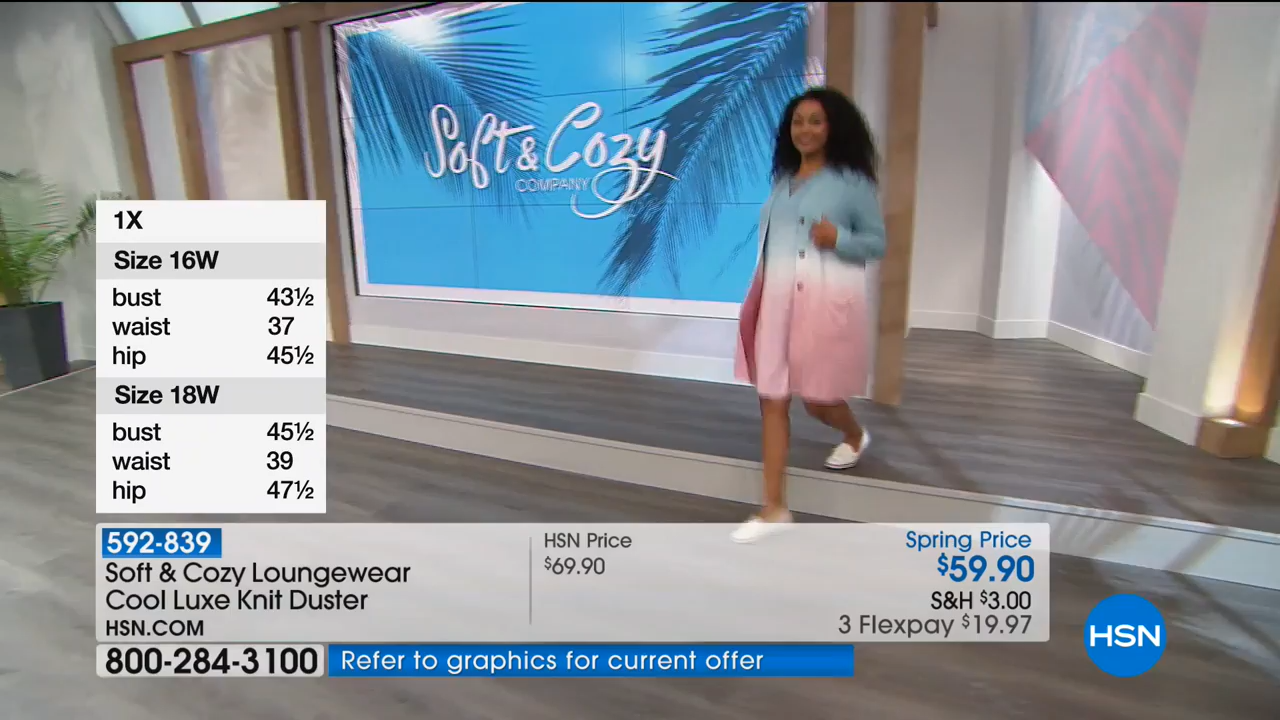 Soft & Cozy
COMPANY
1X
Size 16W
bust 43½
waist 37
hip 45½
Size 18W
bust 45½
waist 39
hip 47½
592-839
Soft & Cozy Loungewear
Cool Luxe Knit Duster
HSN.COM
HSN Price
$69.90
Spring Price
$59.90
S&H $3.00
3 Flexpay $19.97
800-284-3100
Refer to graphics for current offer
HSN